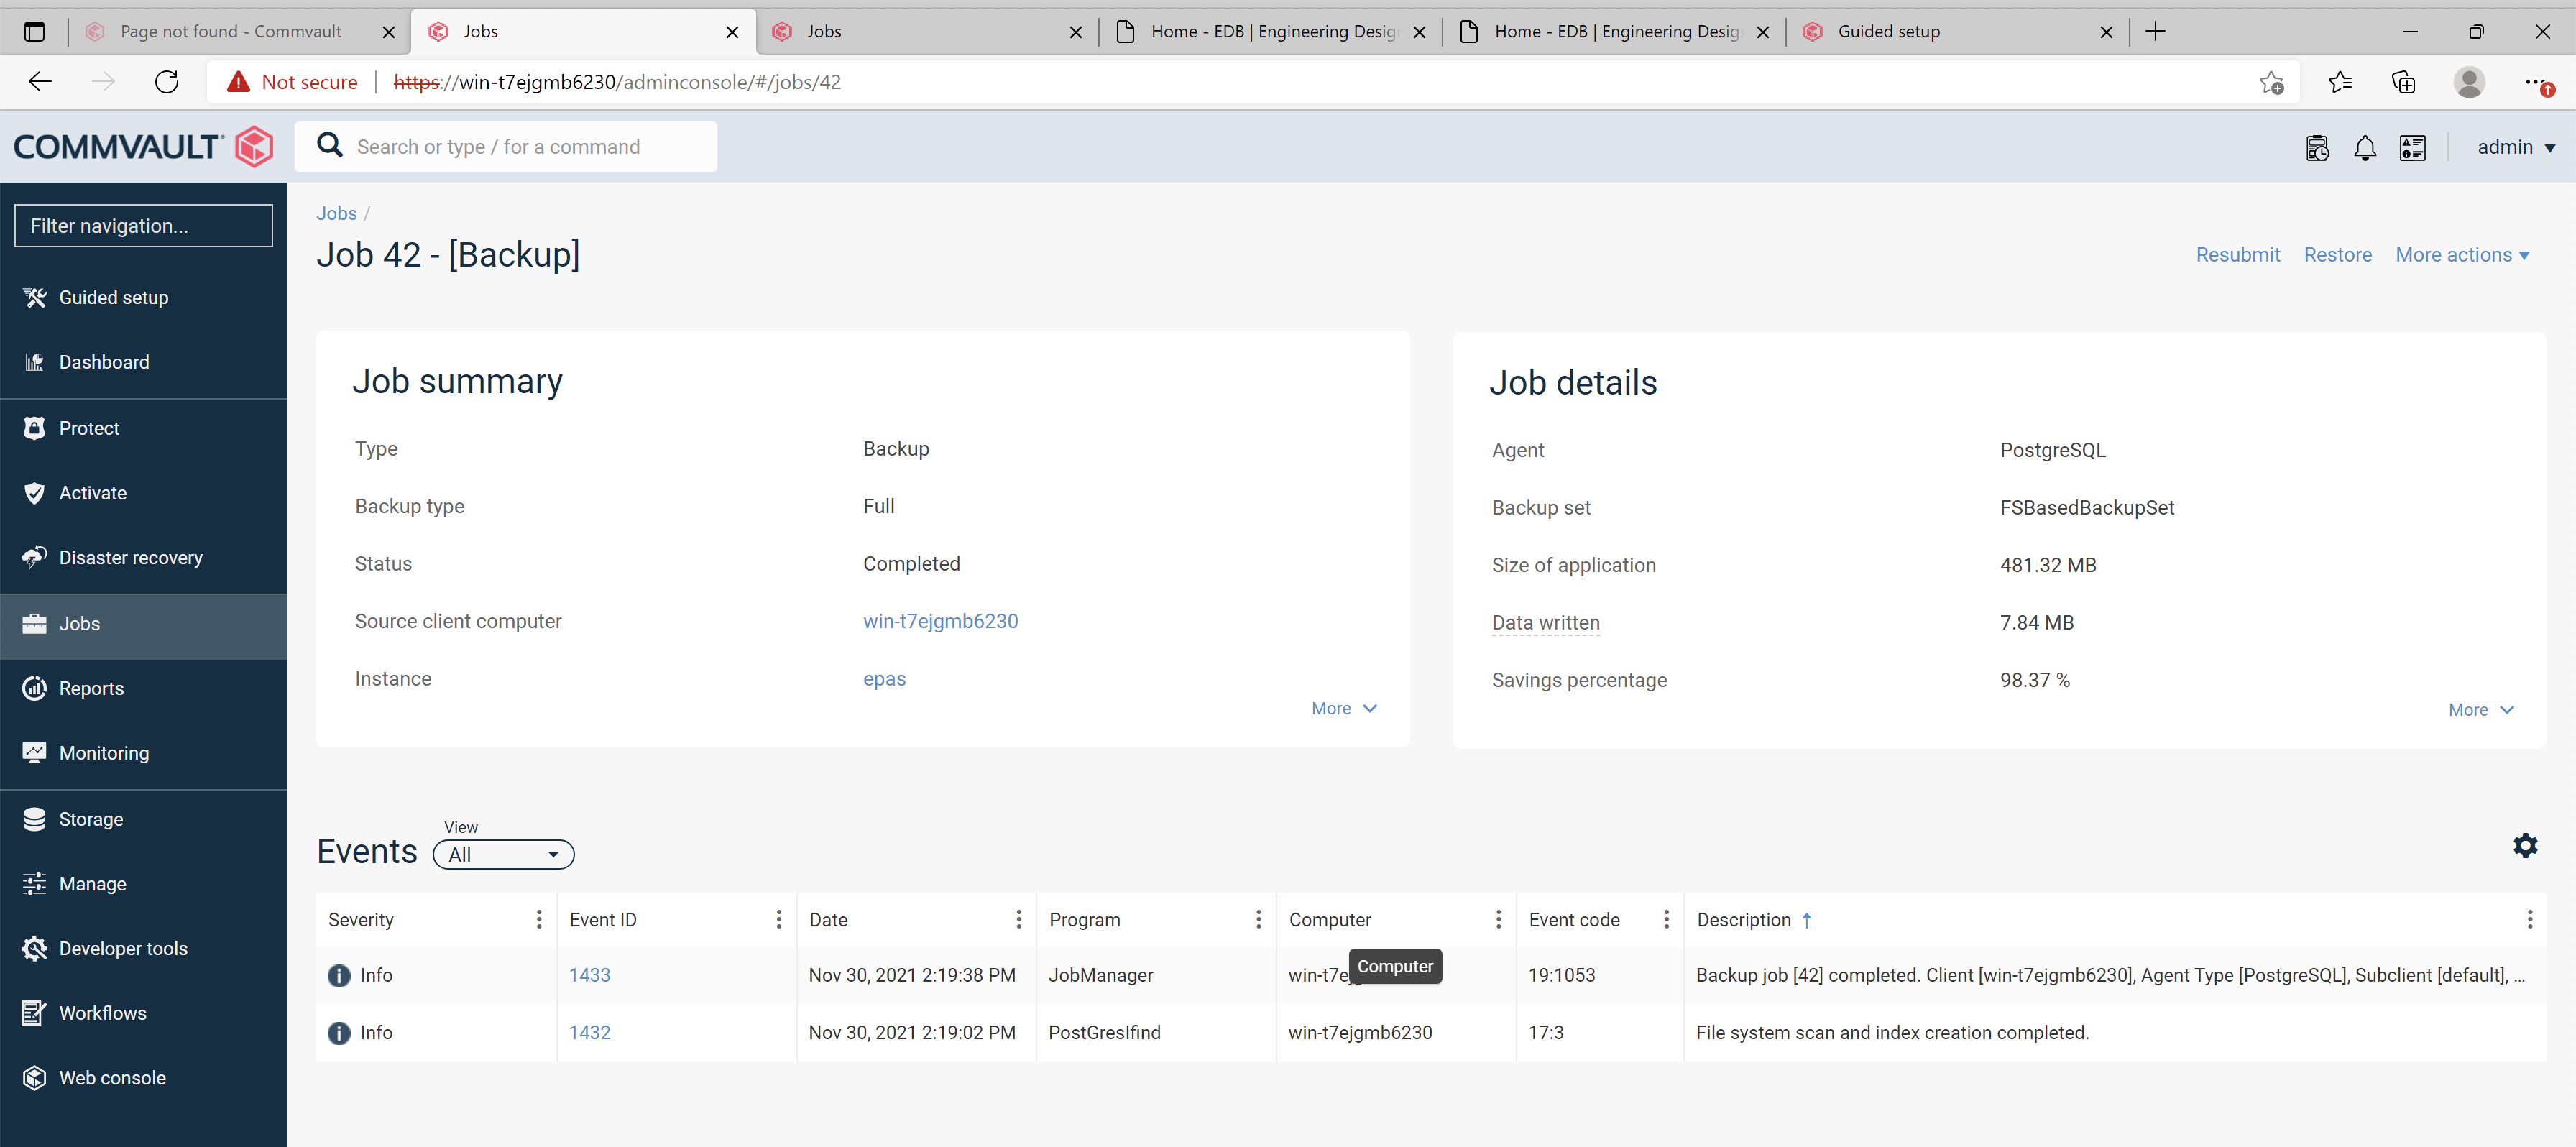 Page not found - Commvault
Jobs
Jobs
Home - EDB | Engineering Desig
Home - EDB | Engineering Desig
Guided setup
Not secure
https://win-t7ejgmb6230/adminconsole/#/jobs/42
COMMVAULT
Search or type / for a command
admin
Filter navigation...
Guided setup
Dashboard
Protect
Activate
Disaster recovery
Jobs
Reports
Monitoring
Storage
Manage
Developer tools
Workflows
Web console
Jobs /
Job 42 - [Backup]
Resubmit Restore More actions
Job summary
Type Backup
Backup type Full
Status Completed
Source client computer win-t7ejgmb6230
Instance epas
More
Job details
Agent PostgreSQL
Backup set FSBasedBackupSet
Size of application 481.32 MB
Data written 7.84 MB
Savings percentage 98.37 %
More
Events
View
All
Severity Event ID Date Program Computer Event code Description
Info 1433 Nov 30, 2021 2:19:38 PM JobManager win-t7ej 19:1053 Backup job [42] completed. Client [win-t7ejgmb6230], Agent Type [PostgreSQL], Subclient [default], ...
Computer
Info 1432 Nov 30, 2021 2:19:02 PM PostGresIfind win-t7ejgmb6230 17:3 File system scan and index creation completed.